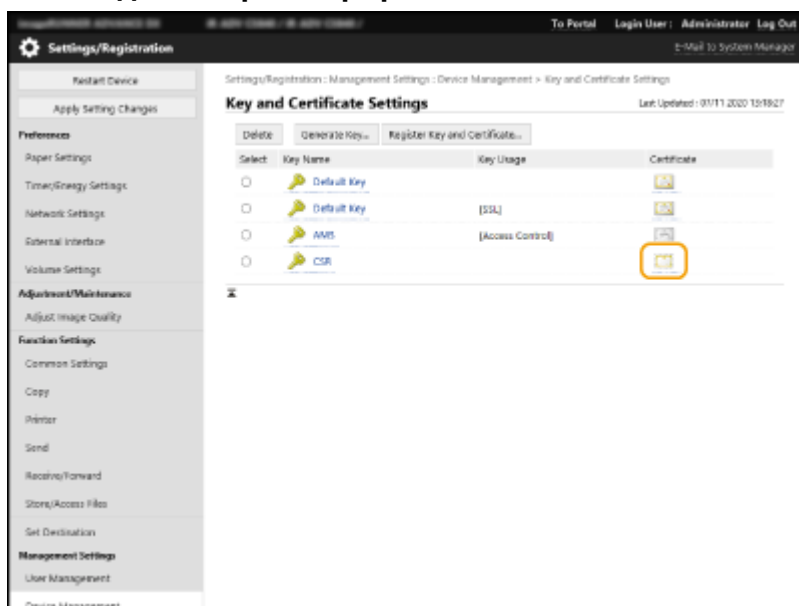 To Portal Login User : Administrator Log Out
Settings/Registration
E-Mail to System Manager
Restart Device
Apply Setting Changes
Preferences
Paper Settings
Timer/Energy Settings
Network Settings
External Interface
Volume Settings
Adjustment/Maintenance
Adjust Image Quality
Function Settings
Common Settings
Copy
Printer
Send
Receive/Forward
Store/Access Files
Set Destination
Management Settings
User Management
Device Management
Settings/Registration : Management Settings : Device Management > Key and Certificate Settings
Key and Certificate Settings
Last Updated : 01/11 2020 13:18:27
Delete Generate Key... Register Key and Certificate...
Select Key Name Key Usage Certificate
Default Key
Default Key [SSL]
AMS [Access Control]
CSR